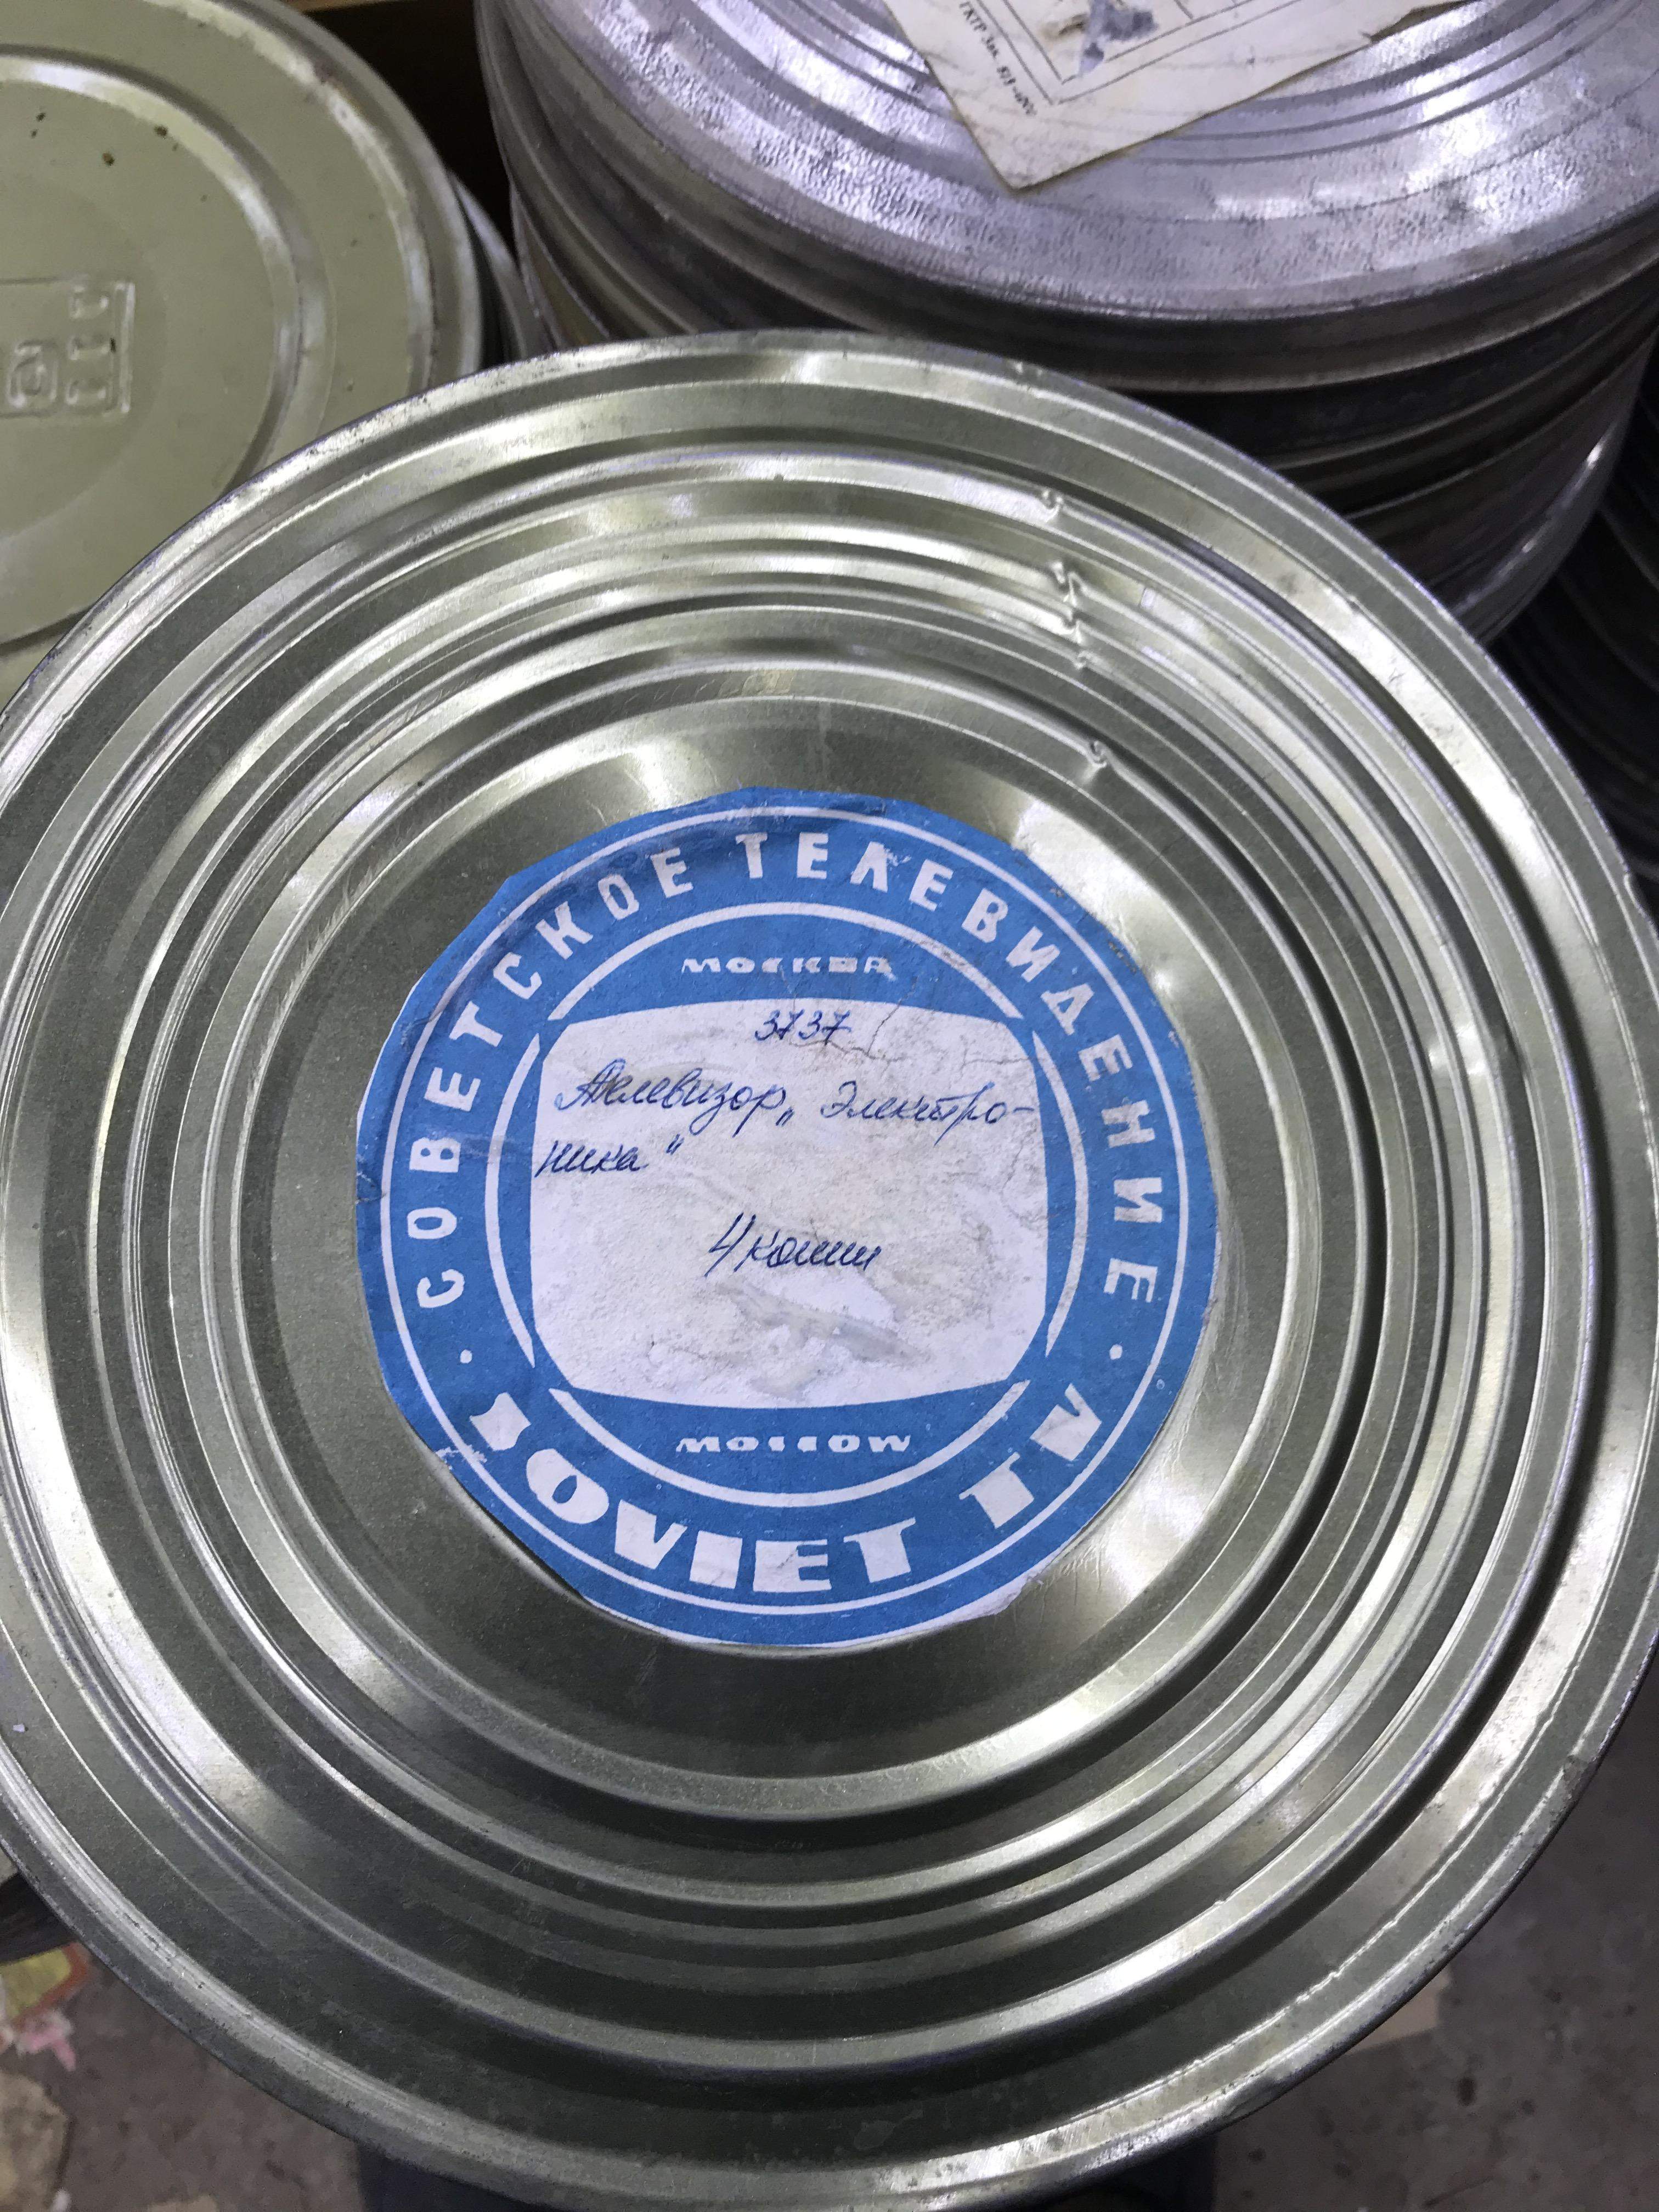 СОВЕТСКОЕ ТЕЛЕВИДЕНИЕ
МОСКВА
3737
Телевизор „Электро-
ника"
4 копии
MOSCOW
SOVIET TV